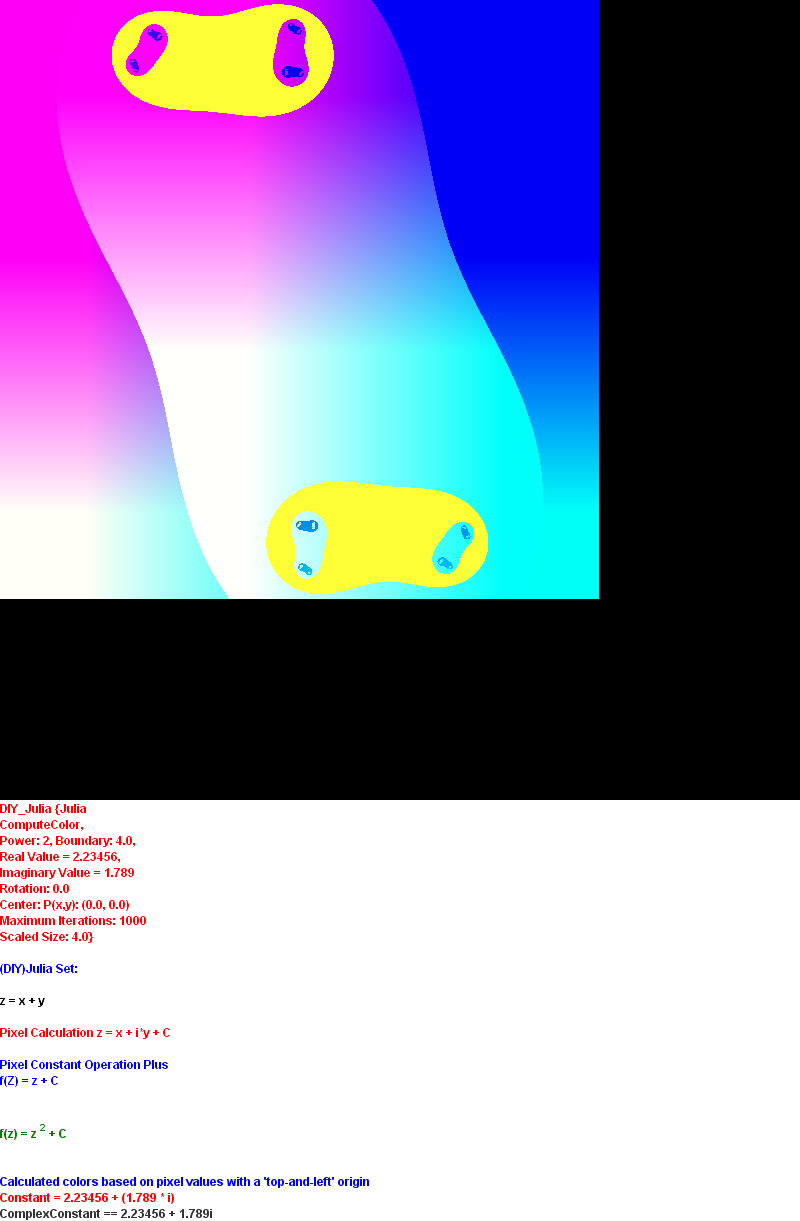 DIY_Julia {Julia
ComputeColor,
Power: 2, Boundary: 4.0,
Real Value = 2.23456,
Imaginary Value = 1.789
Rotation: 0.0
Center: P(x,y): (0.0, 0.0)
Maximum Iterations: 1000
Scaled Size: 4.0}
(DIY)Julia Set:
z = x + y
Pixel Calculation z = x + i*y + C
Pixel Constant Operation Plus
f(Z) = z + C
f(z) = z ² + C
Calculated colors based on pixel values with a 'top-and-left' origin
Constant = 2.23456 + (1.789 * i)
ComplexConstant == 2.23456 + 1.789i